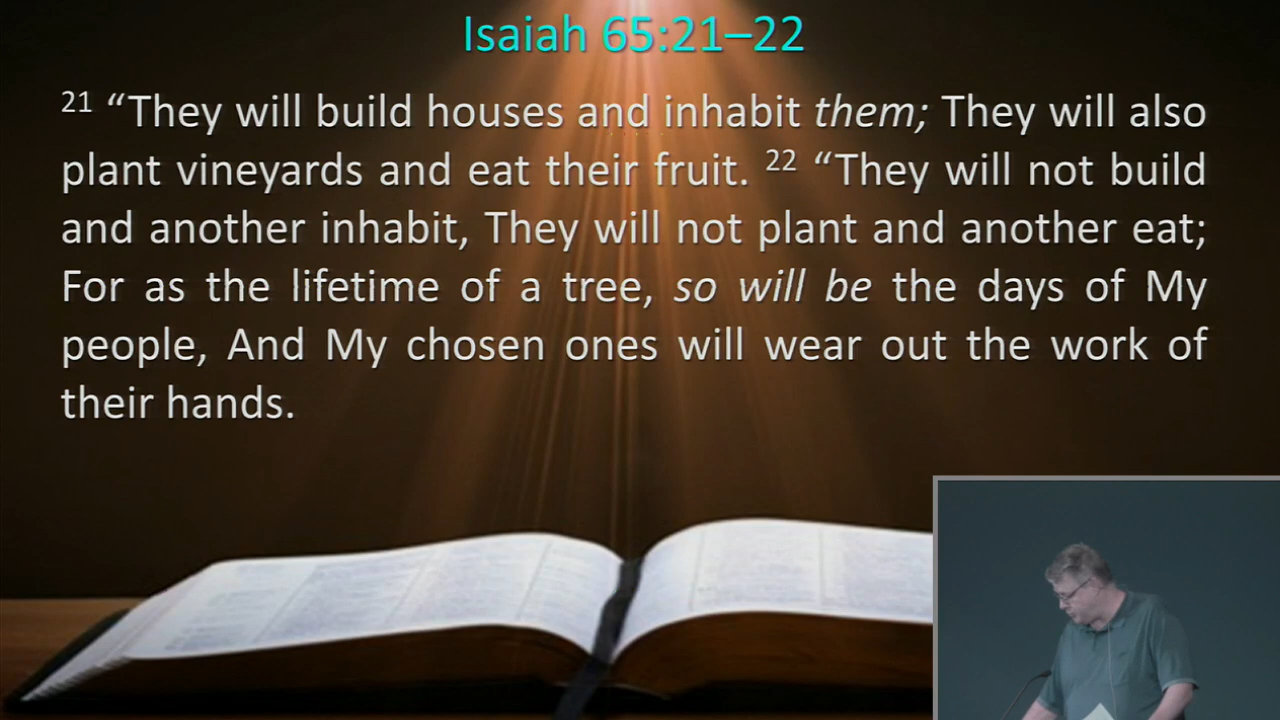 Isaiah 65:21–22
21 “They will build houses and inhabit them; They will also
plant vineyards and eat their fruit. 22 “They will not build
and another inhabit, They will not plant and another eat;
For as the lifetime of a tree, so will be the days of My
people, And My chosen ones will wear out the work of
their hands.